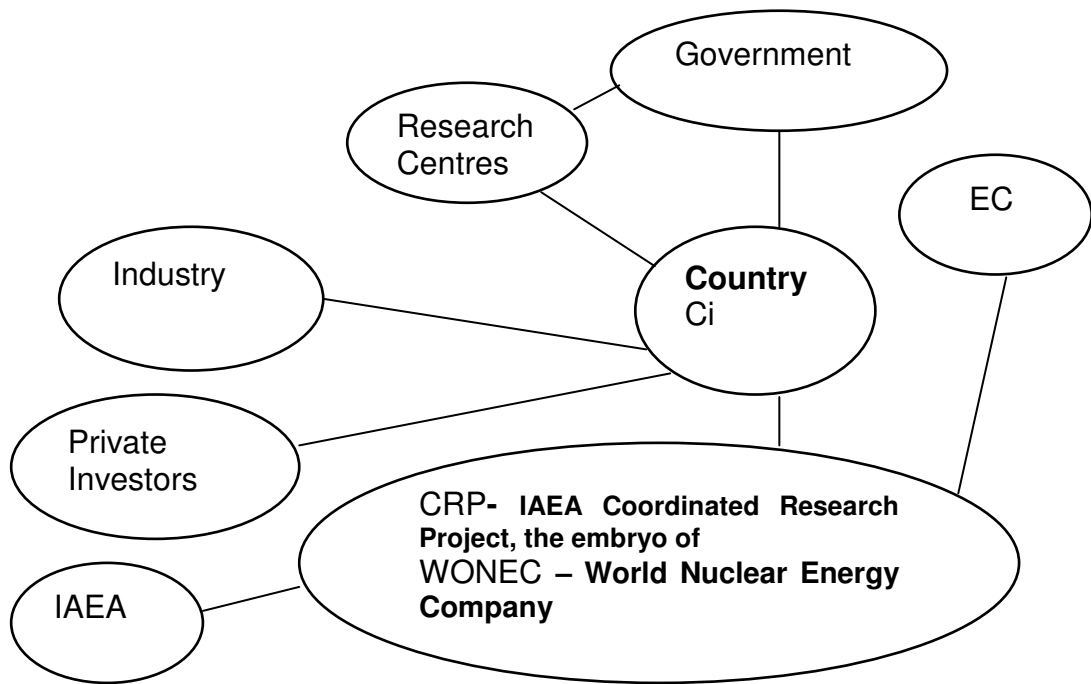 Government
Research
Centres
EC
Industry
Country
Ci
Private
Investors
CRP- IAEA Coordinated Research
Project, the embryo of
WONEC – World Nuclear Energy
Company
IAEA